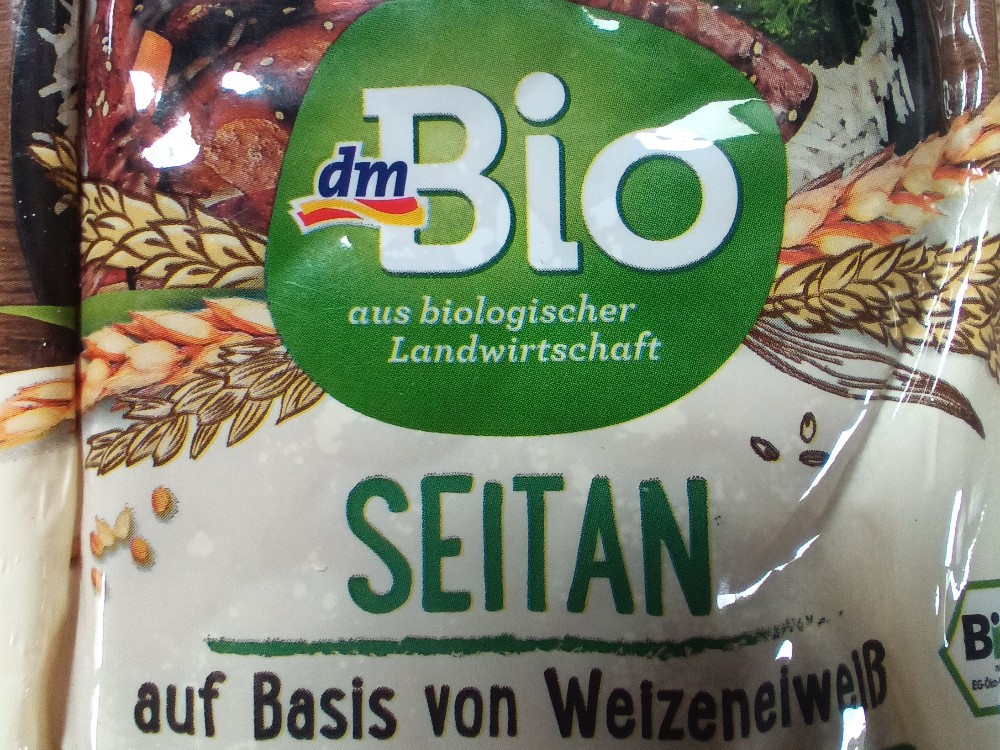 dm
Bio
aus biologischer
Landwirtschaft
SEITAN
auf Basis von Weizeneiweiß